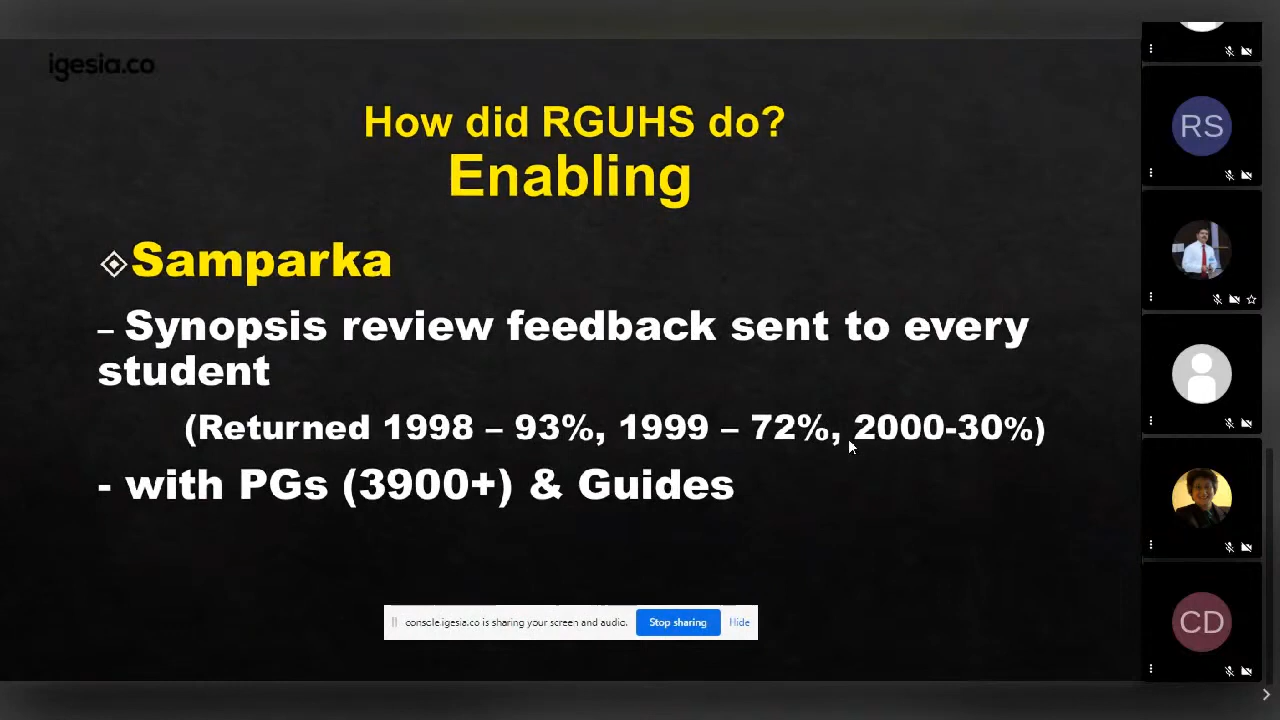 igesia.co
How did RGUHS do?
Enabling
Samparka
– Synopsis review feedback sent to every
student
(Returned 1998 – 93%, 1999 – 72%, 2000-30%)
- with PGs (3900+) & Guides
console.igesia.co is sharing your screen and audio. Stop sharing Hide
RS
CD